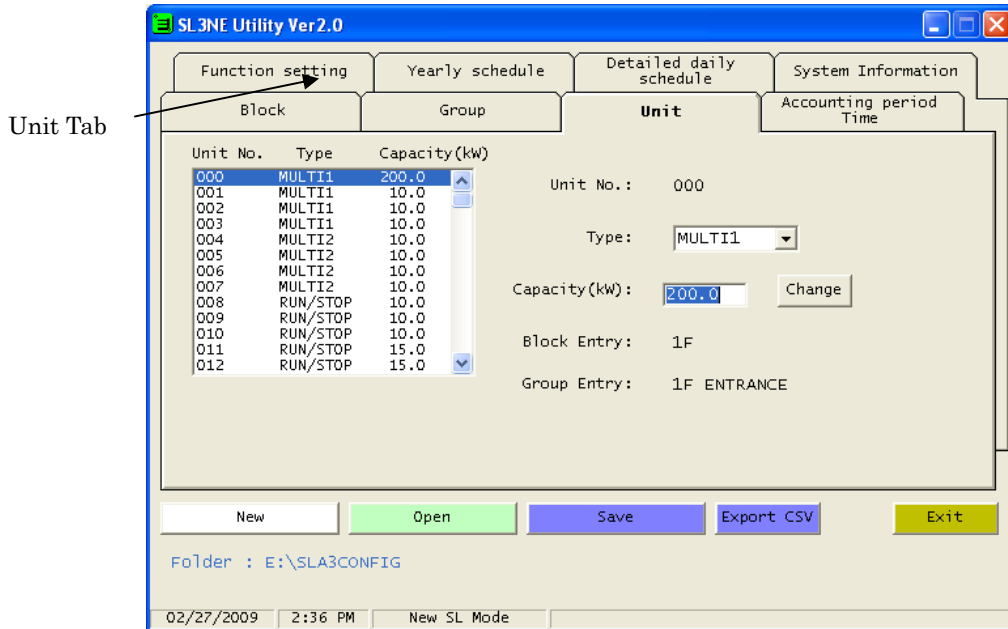 SL3NE Utility Ver2.0
Function setting Yearly schedule Detailed daily schedule System Information
Block Group Unit Accounting period Time
Unit Tab
Unit No. Type Capacity(kW)
000 MULTI1 200.0
001 MULTI1 10.0
002 MULTI1 10.0
003 MULTI1 10.0
004 MULTI2 10.0
005 MULTI2 10.0
006 MULTI2 10.0
007 MULTI2 10.0
008 RUN/STOP 10.0
009 RUN/STOP 10.0
010 RUN/STOP 10.0
011 RUN/STOP 15.0
012 RUN/STOP 15.0
Unit No.: 000
Type: MULTI1
Capacity(kW): 200.0 Change
Block Entry: 1F
Group Entry: 1F ENTRANCE
New Open Save Export CSV Exit
Folder : E:\SLA3CONFIG
02/27/2009 2:36 PM New SL Mode